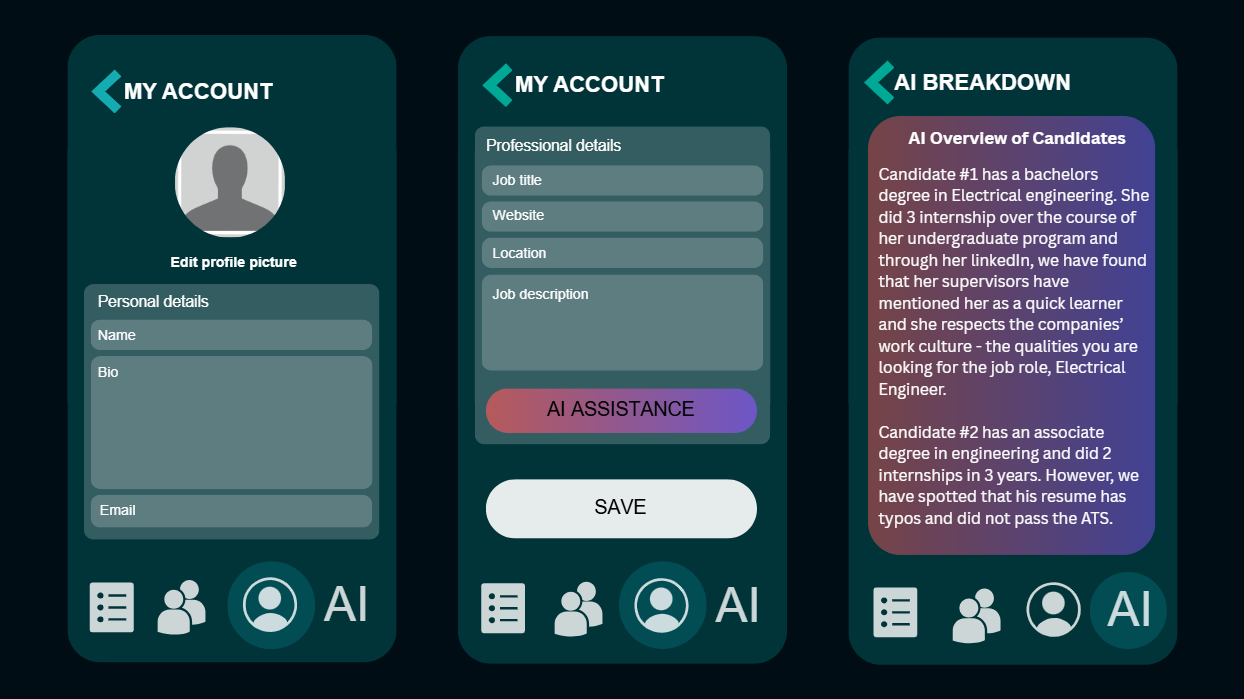 MY ACCOUNT
Edit profile picture
Personal details
Name
Bio
Email
AI
MY ACCOUNT
Professional details
Job title
Website
Location
Job description
AI ASSISTANCE
SAVE
AI
AI BREAKDOWN
AI Overview of Candidates
Candidate #1 has a bachelors
degree in Electrical engineering. She
did 3 internship over the course of
her undergraduate program and
through her linkedIn, we have found
that her supervisors have
mentioned her as a quick learner
and she respects the companies’
work culture - the qualities you are
looking for the job role, Electrical
Engineer.
Candidate #2 has an associate
degree in engineering and did 2
internships in 3 years. However, we
have spotted that his resume has
typos and did not pass the ATS.
AI